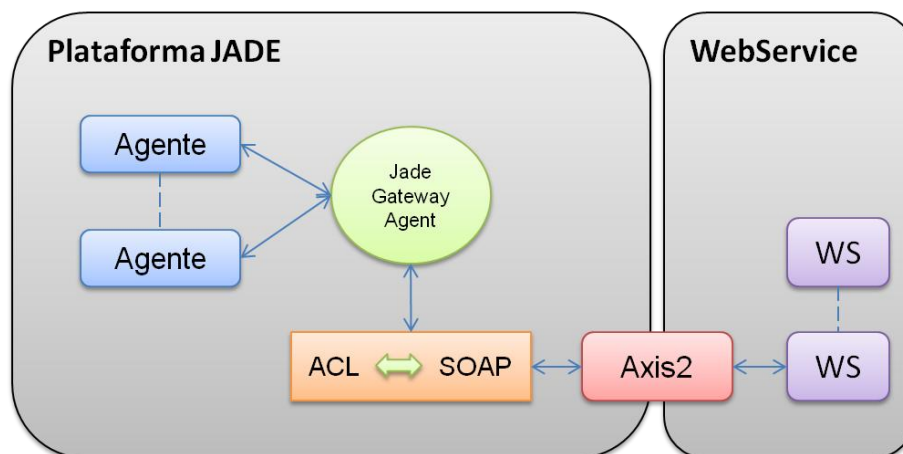 Plataforma JADE
WebService
Agente
Jade
Gateway
Agent
Agente
WS
ACL
SOAP
Axis2
WS